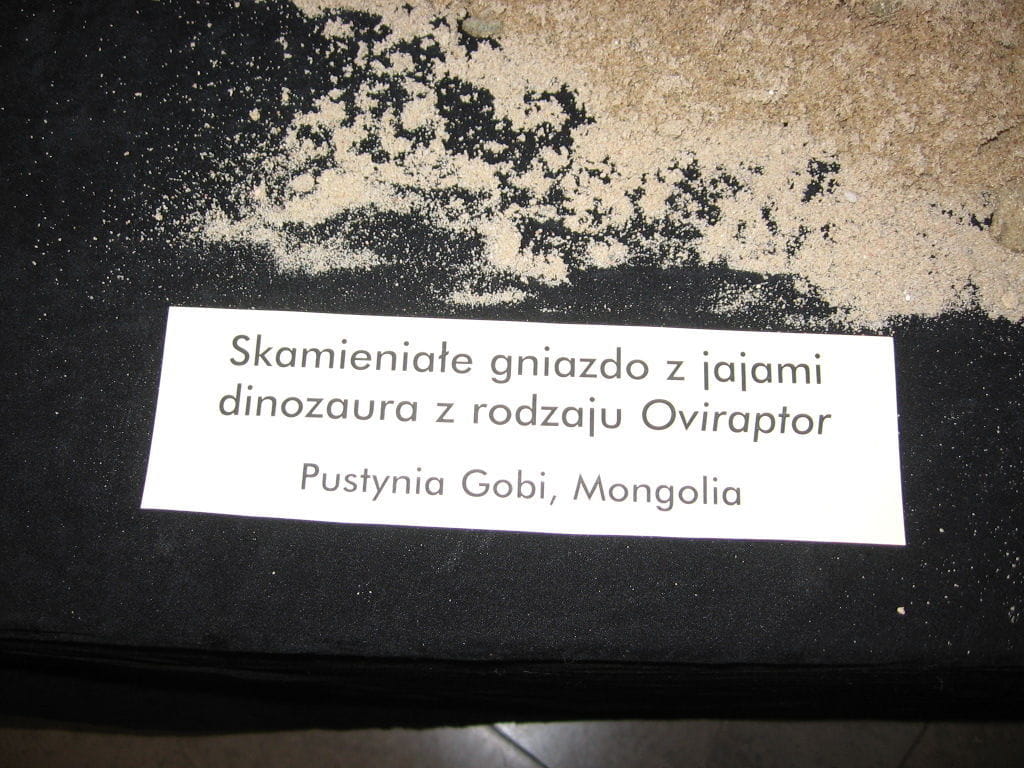 Skamieniałe gniazdo z jajami
dinozaura z rodzaju Oviraptor
Pustynia Gobi, Mongolia